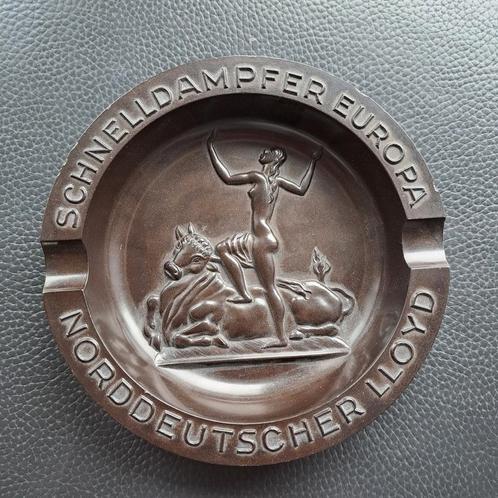 SCHNELLDAMPFER EUROPA
NORDDEUTSCHER LLOYD